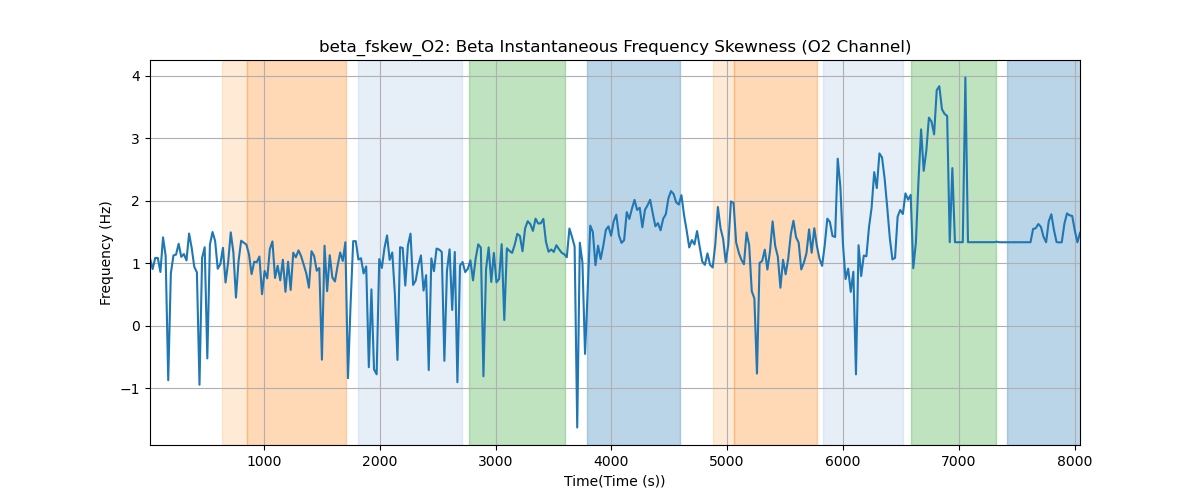 beta_fskew_O2: Beta Instantaneous Frequency Skewness (O2 Channel)
4
3
2
1
0
−1
Frequency (Hz)
1000 2000 3000 4000 5000 6000 7000 8000
Time(Time (s))